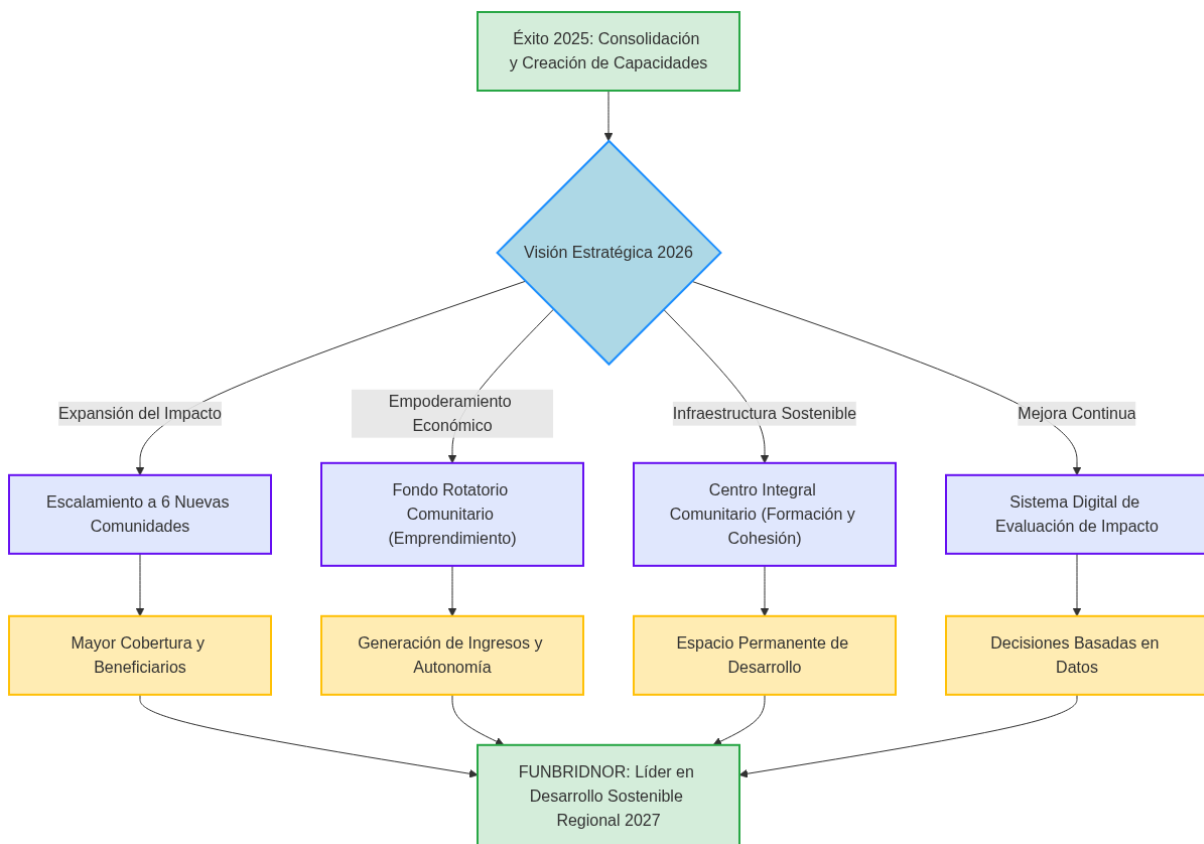 Éxito 2025: Consolidación
y Creación de Capacidades
Visión Estratégica 2026
Expansión del Impacto
Empoderamiento
Económico
Infraestructura Sostenible
Mejora Continua
Escalamiento a 6 Nuevas
Comunidades
Fondo Rotatorio
Comunitario
(Emprendimiento)
Centro Integral
Comunitario (Formación y
Cohesión)
Sistema Digital de
Evaluación de Impacto
Mayor Cobertura y
Beneficiarios
Generación de Ingresos y
Autonomía
Espacio Permanente de
Desarrollo
Decisiones Basadas en
Datos
FUNBRIDNOR: Líder en
Desarrollo Sostenible
Regional 2027